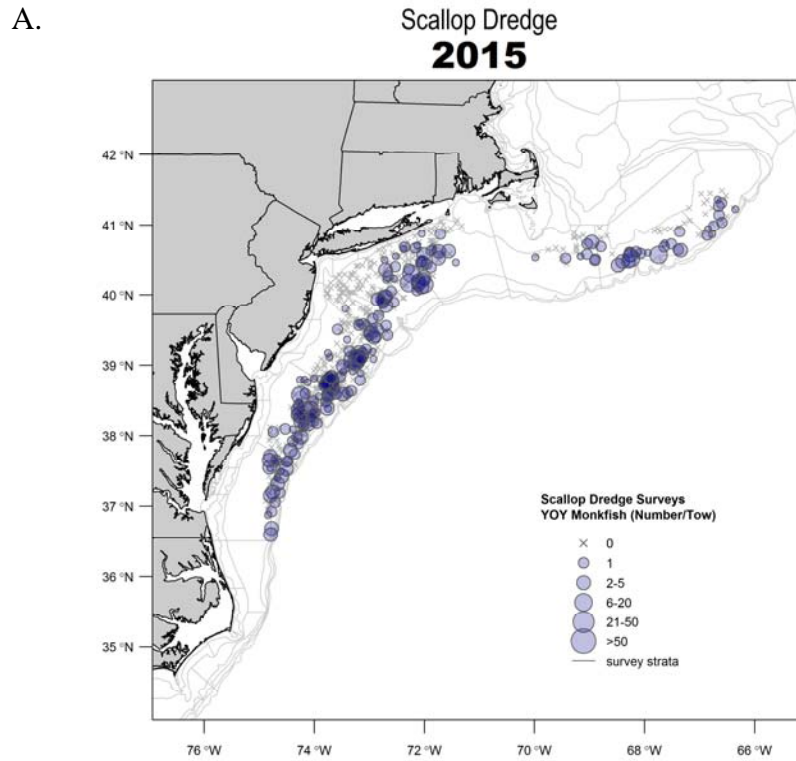 A.
Scallop Dredge
2015
42 °N
41 °N
40 °N
39 °N
38 °N
37 °N
36 °N
35 °N
Scallop Dredge Surveys
YOY Monkfish (Number/Tow)
0
1
2-5
6-20
21-50
>50
survey strata
76 °W
74 °W
72 °W
70 °W
68 °W
66 °W